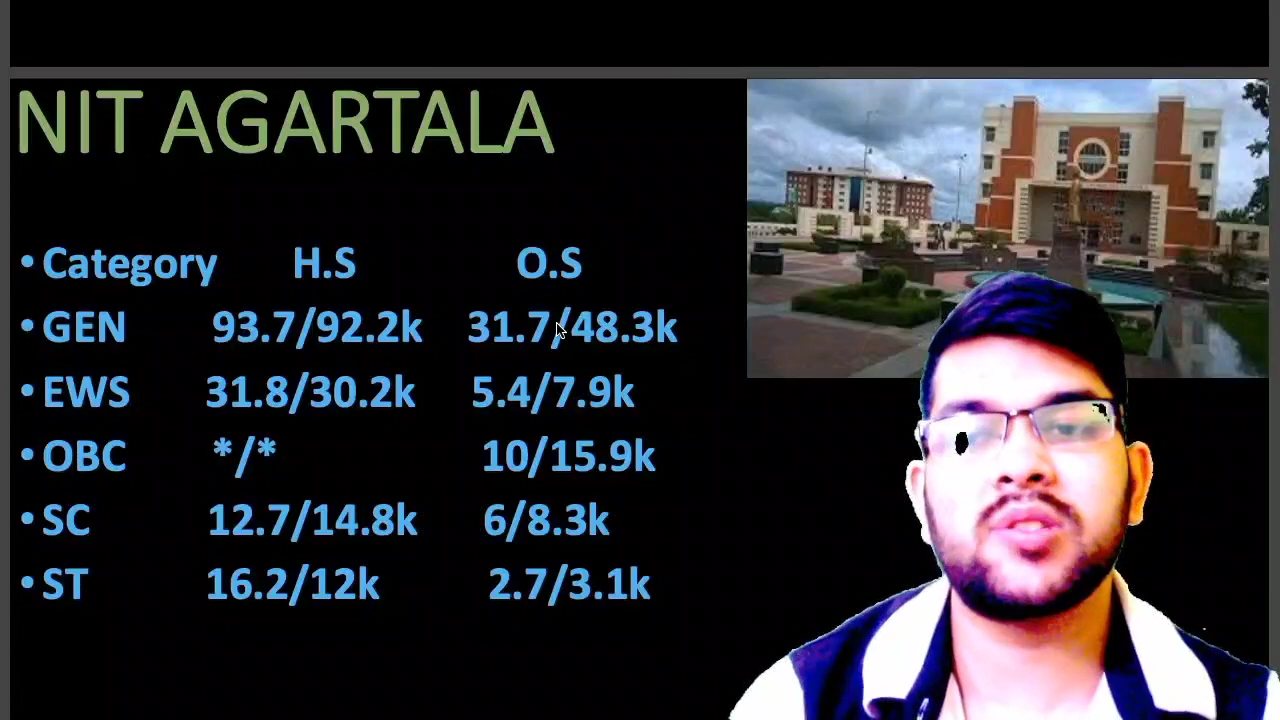 NIT AGARTALA
• Category H.S O.S
• GEN 93.7/92.2k 31.7/48.3k
• EWS 31.8/30.2k 5.4/7.9k
• OBC */* 10/15.9k
• SC 12.7/14.8k 6/8.3k
• ST 16.2/12k 2.7/3.1k